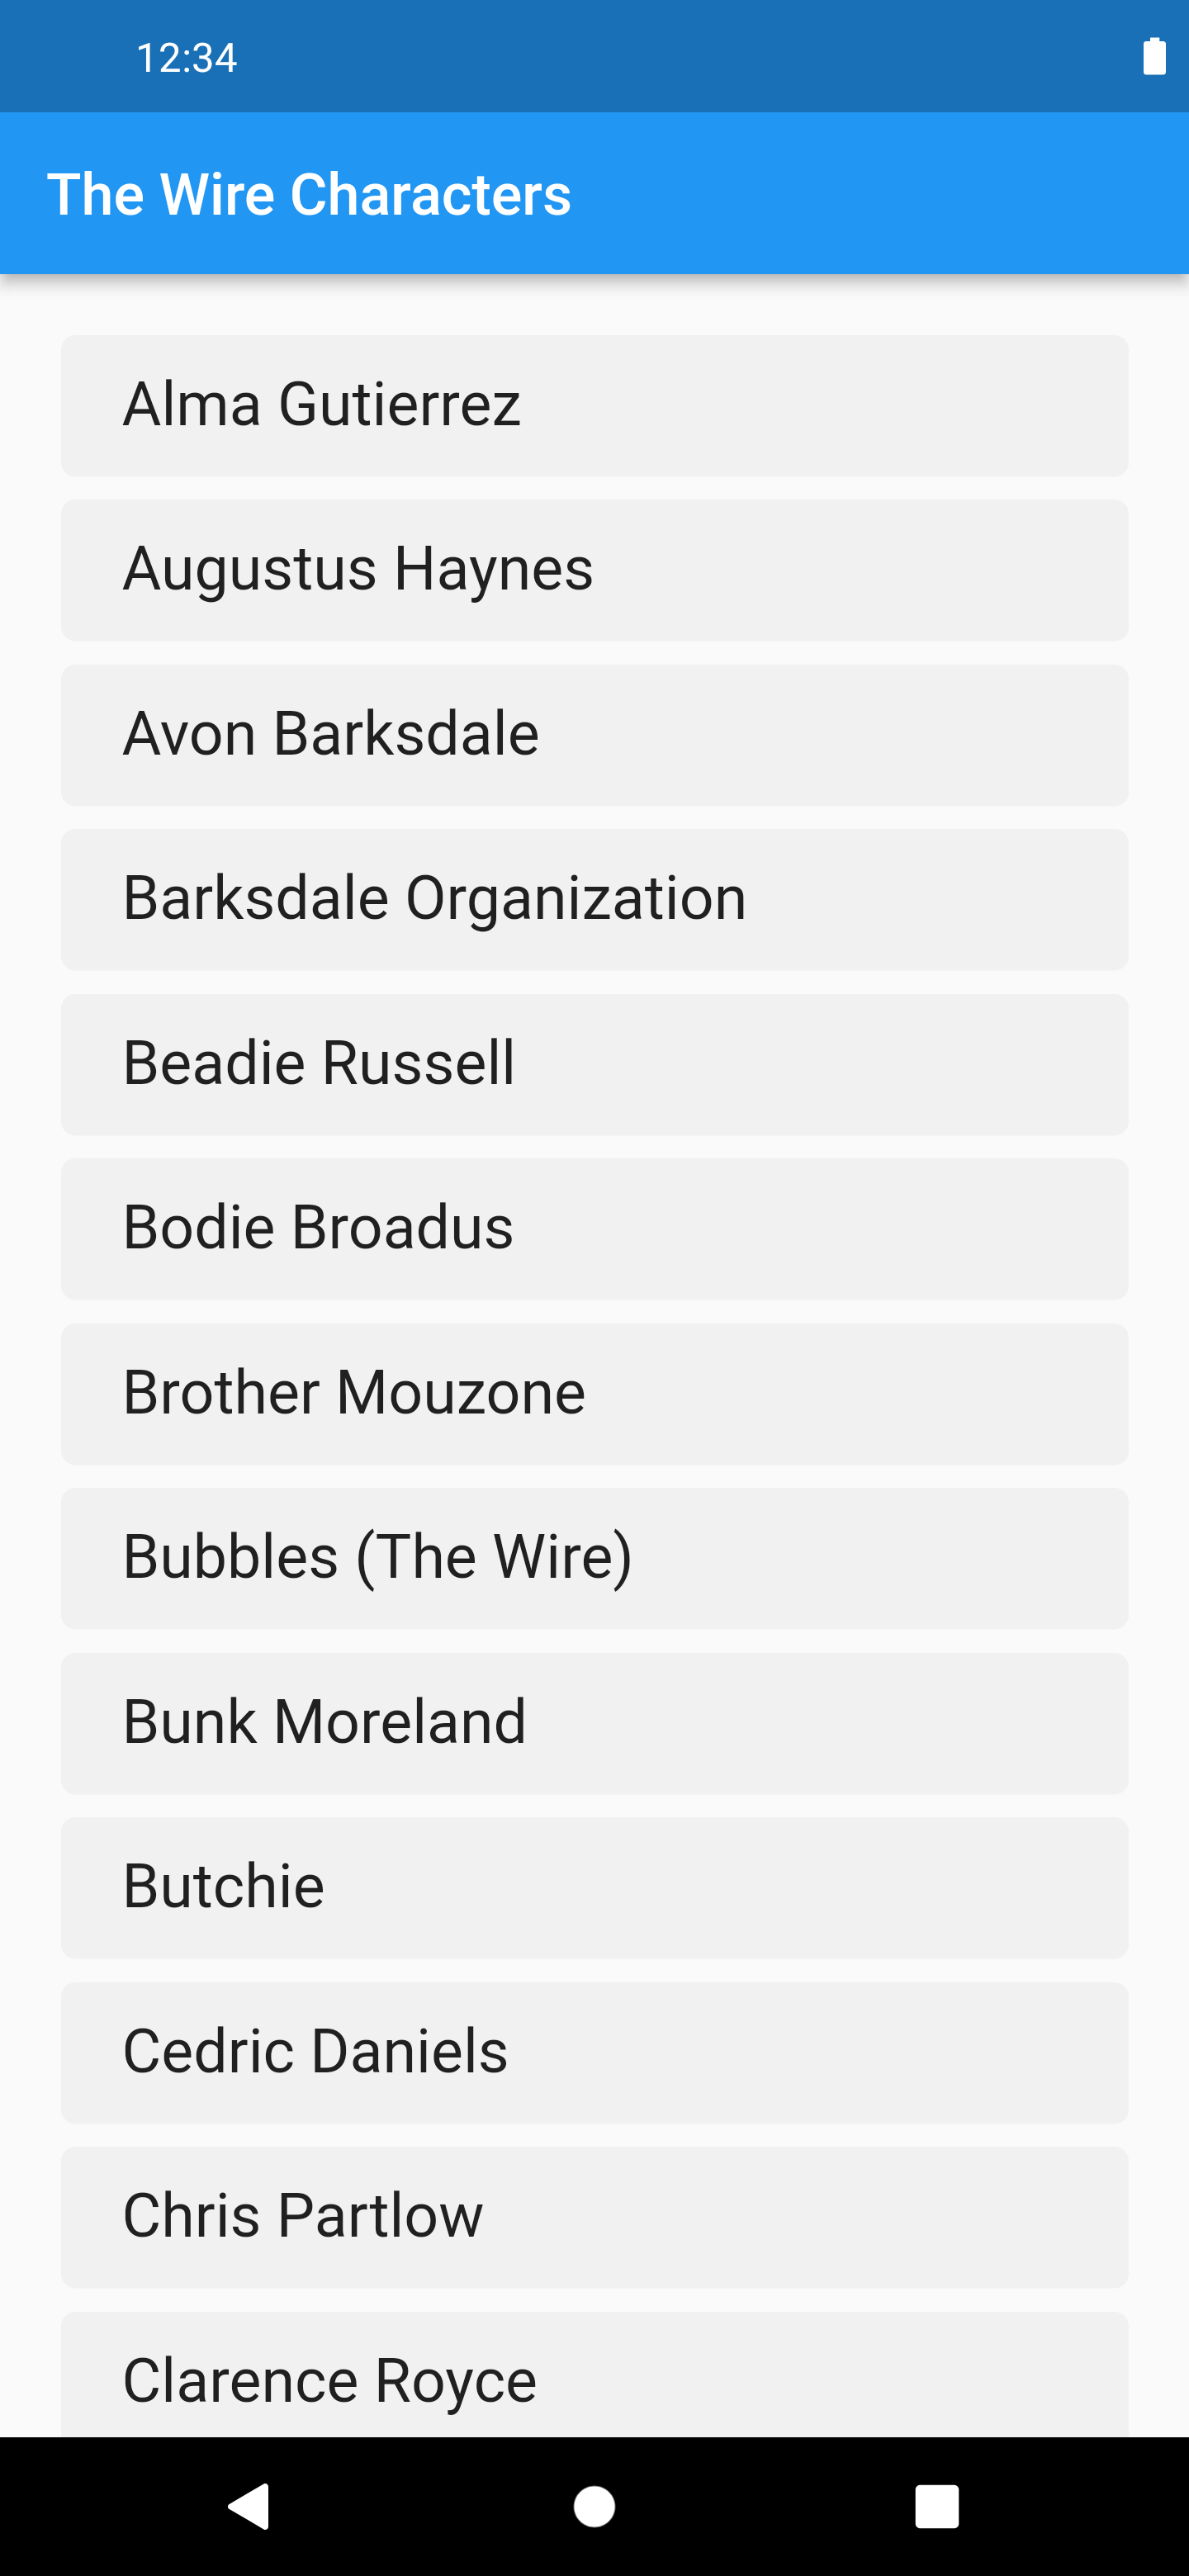 12:34
The Wire Characters
Alma Gutierrez
Augustus Haynes
Avon Barksdale
Barksdale Organization
Beadie Russell
Bodie Broadus
Brother Mouzone
Bubbles (The Wire)
Bunk Moreland
Butchie
Cedric Daniels
Chris Partlow
Clarence Royce